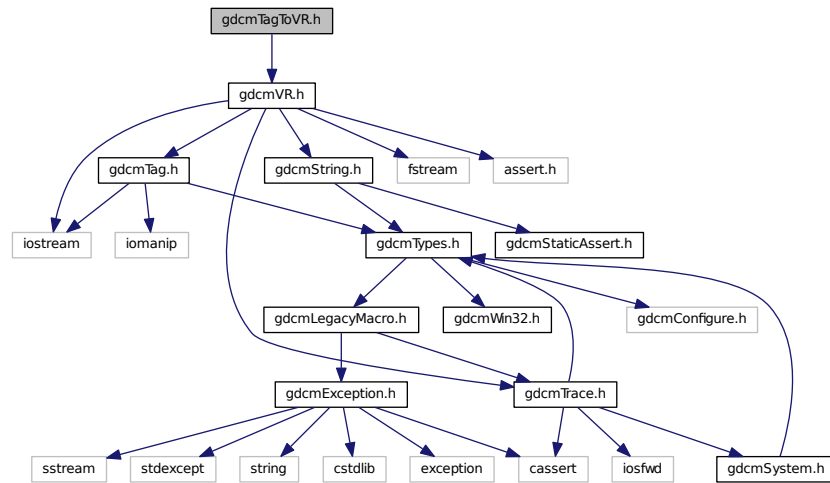 gdcmTagToVR.h
gdcmVR.h
gdcmTag.h
gdcmString.h
fstream
assert.h
iostream
iomanip
gdcmTypes.h
gdcmStaticAssert.h
gdcmLegacyMacro.h
gdcmWin32.h
gdcmConfigure.h
gdcmException.h
gdcmTrace.h
sstream
stdexcept
string
cstdlib
exception
cassert
iosfwd
gdcmSystem.h